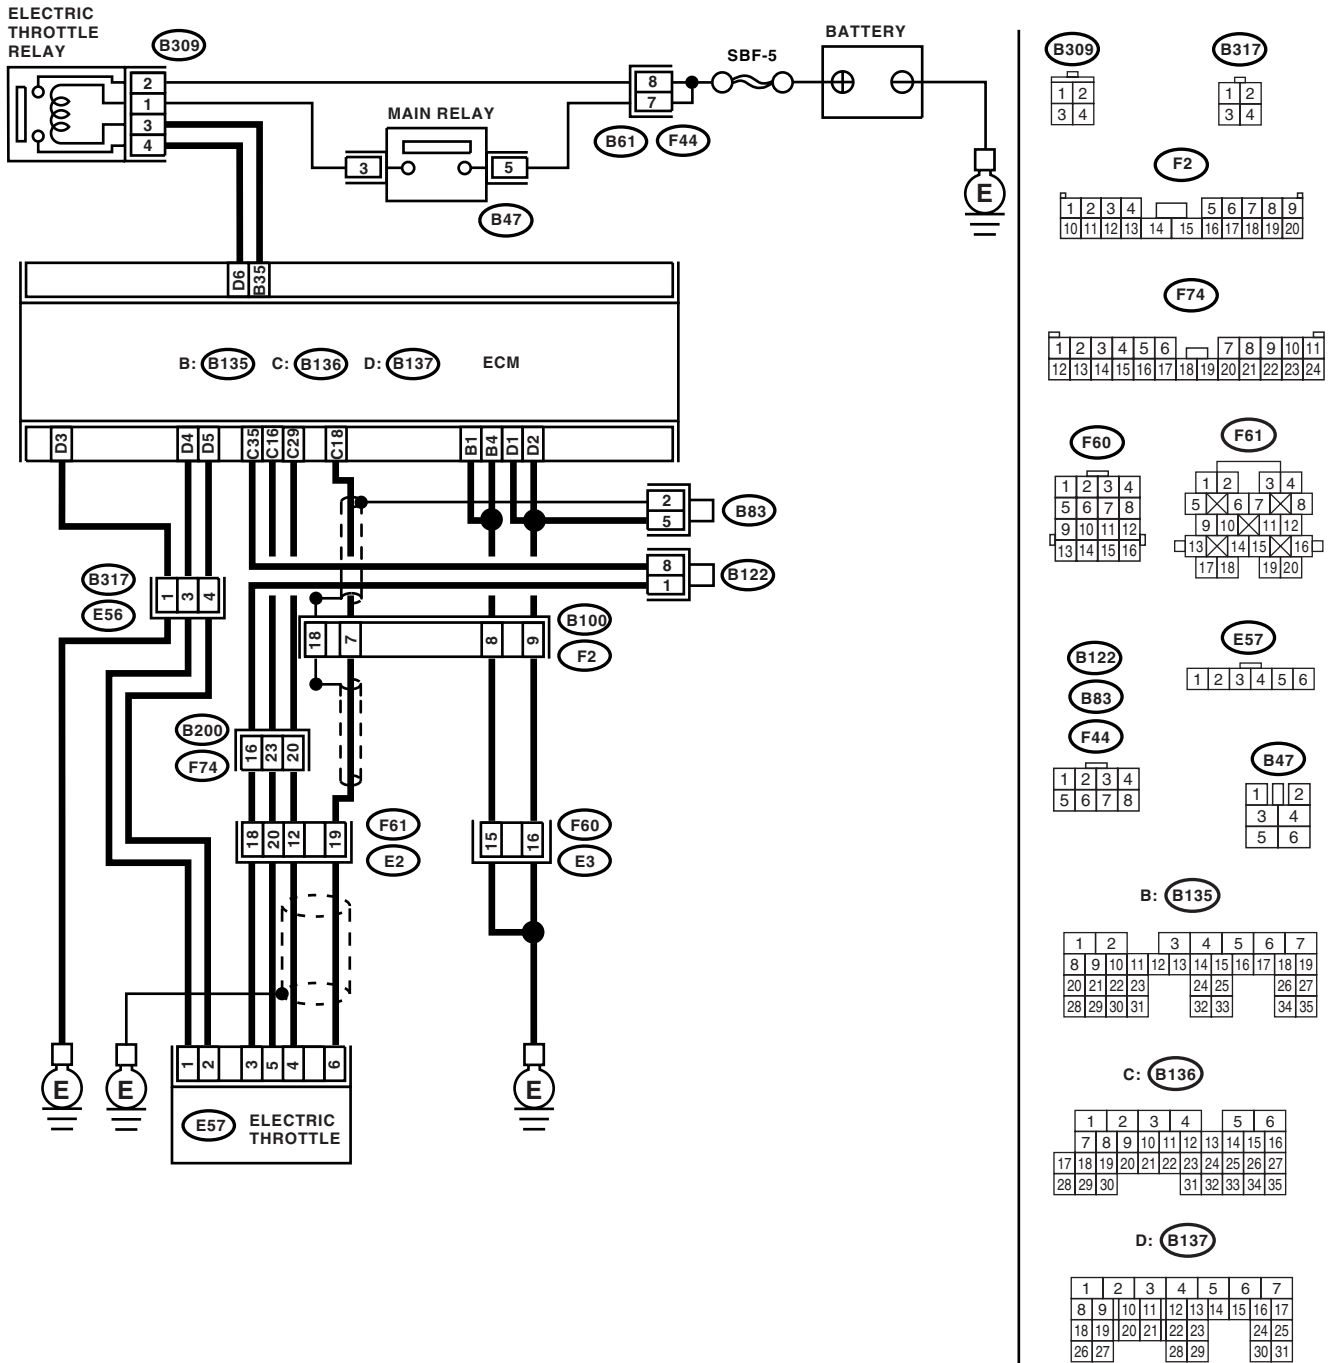 ELECTRIC
THROTTLE
RELAY
B309
2
1
3
4
MAIN RELAY
3
5
B47
8
7
B61 F44
SBF-5
BATTERY
E
D6 B35
B: B135 C: B136 D: B137 ECM
D3 D4 D5 C35 C16 C29 C18 B1 B4 D1 D2
2
5
B83
8
1
B122
B317
E56
1 3 4
18 7 8 9
B100
F2
B200
F74
16 23 20
18 20 12 19
F61
E2
15 16
F60
E3
E E E
1 2 3 5 4 6
E57 ELECTRIC
THROTTLE
B309
1 2
3 4
B317
1 2
3 4
F2
1 2 3 4 5 6 7 8 9
10 11 12 13 14 15 16 17 18 19 20
F74
1 2 3 4 5 6 7 8 9 10 11
12 13 14 15 16 17 18 19 20 21 22 23 24
F60
1 2 3 4
5 6 7 8
9 10 11 12
13 14 15 16
F61
1 2 3 4
5 6 7 8
9 10 11 12
13 14 15 16
17 18 19 20
B122
B83
F44
1 2 3 4
5 6 7 8
E57
1 2 3 4 5 6
B47
1 2
3 4
5 6
B: B135
1 2 3 4 5 6 7
8 9 10 11 12 13 14 15 16 17 18 19
20 21 22 23 24 25 26 27
28 29 30 31 32 33 34 35
C: B136
1 2 3 4 5 6
7 8 9 10 11 12 13 14 15 16
17 18 19 20 21 22 23 24 25 26 27
28 29 30 31 32 33 34 35
D: B137
1 2 3 4 5 6 7
8 9 10 11 12 13 14 15 16 17
18 19 20 21 22 23 24 25
26 27 28 29 30 31